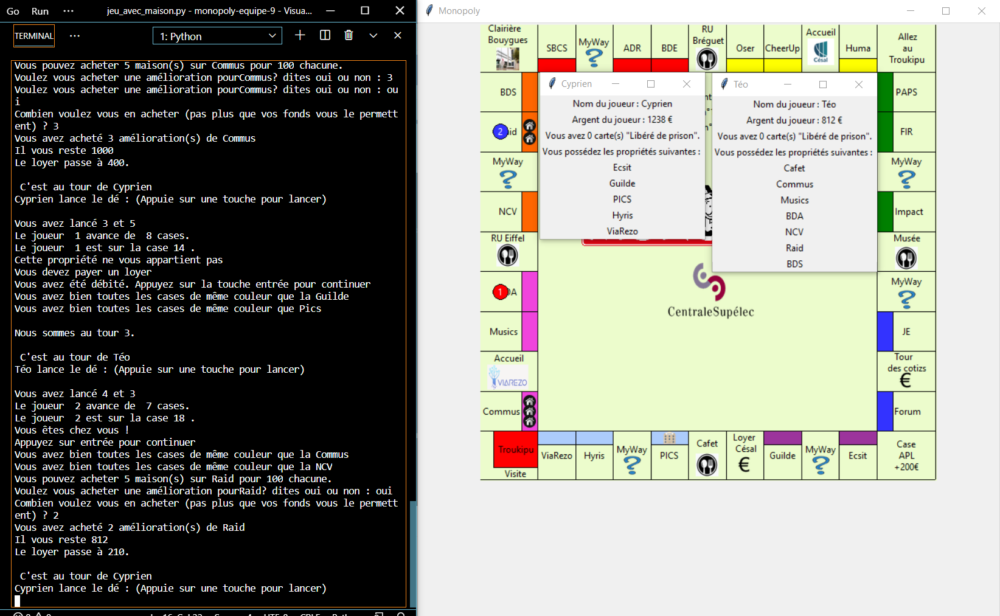 Go Run ··· jeu_avec_maison.py - monopoly-equipe-9 - Visua...
TERMINAL ··· 1: Python
Vous pouvez acheter 5 maison(s) sur Commus pour 100 chacune.
Voulez vous acheter une amélioration pourCommus? dites oui ou non : 3
Voulez vous acheter une amélioration pourCommus? dites oui ou non : ou
i
Combien voulez vous en acheter (pas plus que vos fonds vous le permett
ent) ? 3
Vous avez acheté 3 amélioration(s) de Commus
Il vous reste 1000
Le loyer passe à 400.
C'est au tour de Cyprien
Cyprien lance le dé : (Appuie sur une touche pour lancer)
Vous avez lancé 3 et 5
Le joueur  1 avance de  8 cases.
Le joueur  1 est sur la case 14 .
Cette propriété ne vous appartient pas
Vous devez payer un loyer
Vous avez été débité. Appuyez sur la touche entrée pour continuer
Vous avez bien toutes les cases de même couleur que la Guilde
Vous avez bien toutes les cases de même couleur que Pics
Nous sommes au tour 3.
C'est au tour de Téo
Téo lance le dé : (Appuie sur une touche pour lancer)
Vous avez lancé 4 et 3
Le joueur  2 avance de  7 cases.
Le joueur  2 est sur la case 18 .
Vous êtes chez vous !
Appuyez sur entrée pour continuer
Vous avez bien toutes les cases de même couleur que la Commus
Vous avez bien toutes les cases de même couleur que la NCV
Vous pouvez acheter 5 maison(s) sur Raid pour 100 chacune.
Voulez vous acheter une amélioration pourRaid? dites oui ou non : oui
Combien voulez vous en acheter (pas plus que vos fonds vous le permett
ent) ? 2
Vous avez acheté 2 amélioration(s) de Raid
Il vous reste 812
Le loyer passe à 210.
C'est au tour de Cyprien
Cyprien lance le dé : (Appuie sur une touche pour lancer)
Monopoly
Clairière
Bouygues
SBCS
MyWay
?
ADR
BDE
RU
Bréguet
Oser
CheerUp
Accueil
Césal
Huma
Allez
au
Troukipu
BDS
2 id
MyWay
?
NCV
RU Eiffel
1 DA
Musics
Accueil
VIAREZO
Commus
Cyprien
Nom du joueur : Cyprien
Argent du joueur : 1238 €
Vous avez 0 carte(s) "Libéré de prison".
Vous possédez les propriétés suivantes :
Ecsit
Guilde
PICS
Hyris
ViaRezo
Téo
Nom du joueur : Téo
Argent du joueur : 812 €
Vous avez 0 carte(s) "Libéré de prison".
Vous possédez les propriétés suivantes :
Cafet
Commus
Musics
BDA
NCV
Raid
BDS
CentraleSupélec
PAPS
FIR
MyWay
?
Impact
Musée
MyWay
?
JE
Tour
des cotizs
€
Forum
Troukipu
Visite
ViaRezo
Hyris
MyWay
?
PICS
Cafet
Loyer
Césal
€
Guilde
MyWay
?
Ecsit
Case
APL
+200€